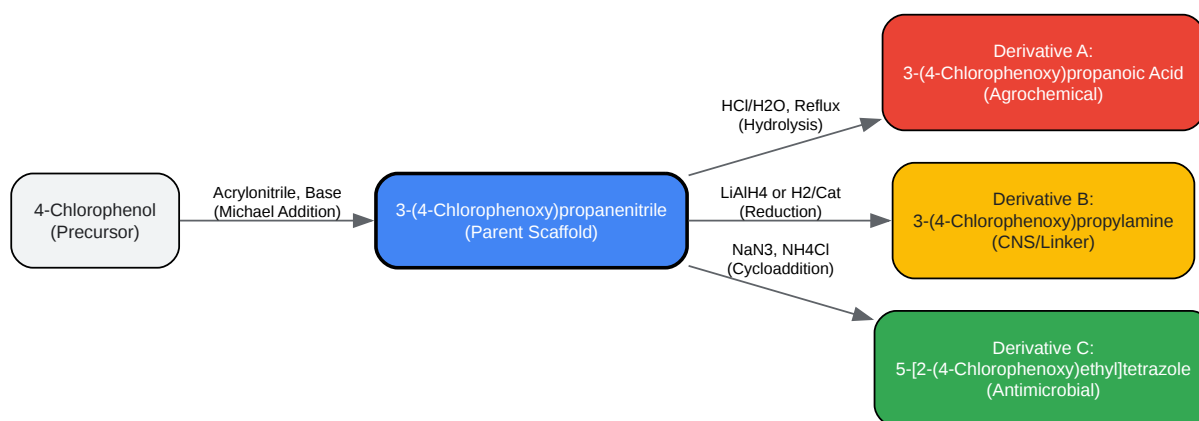 4-Chlorophenol
(Precursor)
Acrylonitrile, Base
(Michael Addition)
3-(4-Chlorophenoxy)propanenitrile
(Parent Scaffold)
HCl/H2O, Reflux
(Hydrolysis)
Derivative A:
3-(4-Chlorophenoxy)propanoic Acid
(Agrochemical)
LiAlH4 or H2/Cat
(Reduction)
Derivative B:
3-(4-Chlorophenoxy)propylamine
(CNS/Linker)
NaN3, NH4Cl
(Cycloaddition)
Derivative C:
5-[2-(4-Chlorophenoxy)ethyl]tetrazole
(Antimicrobial)